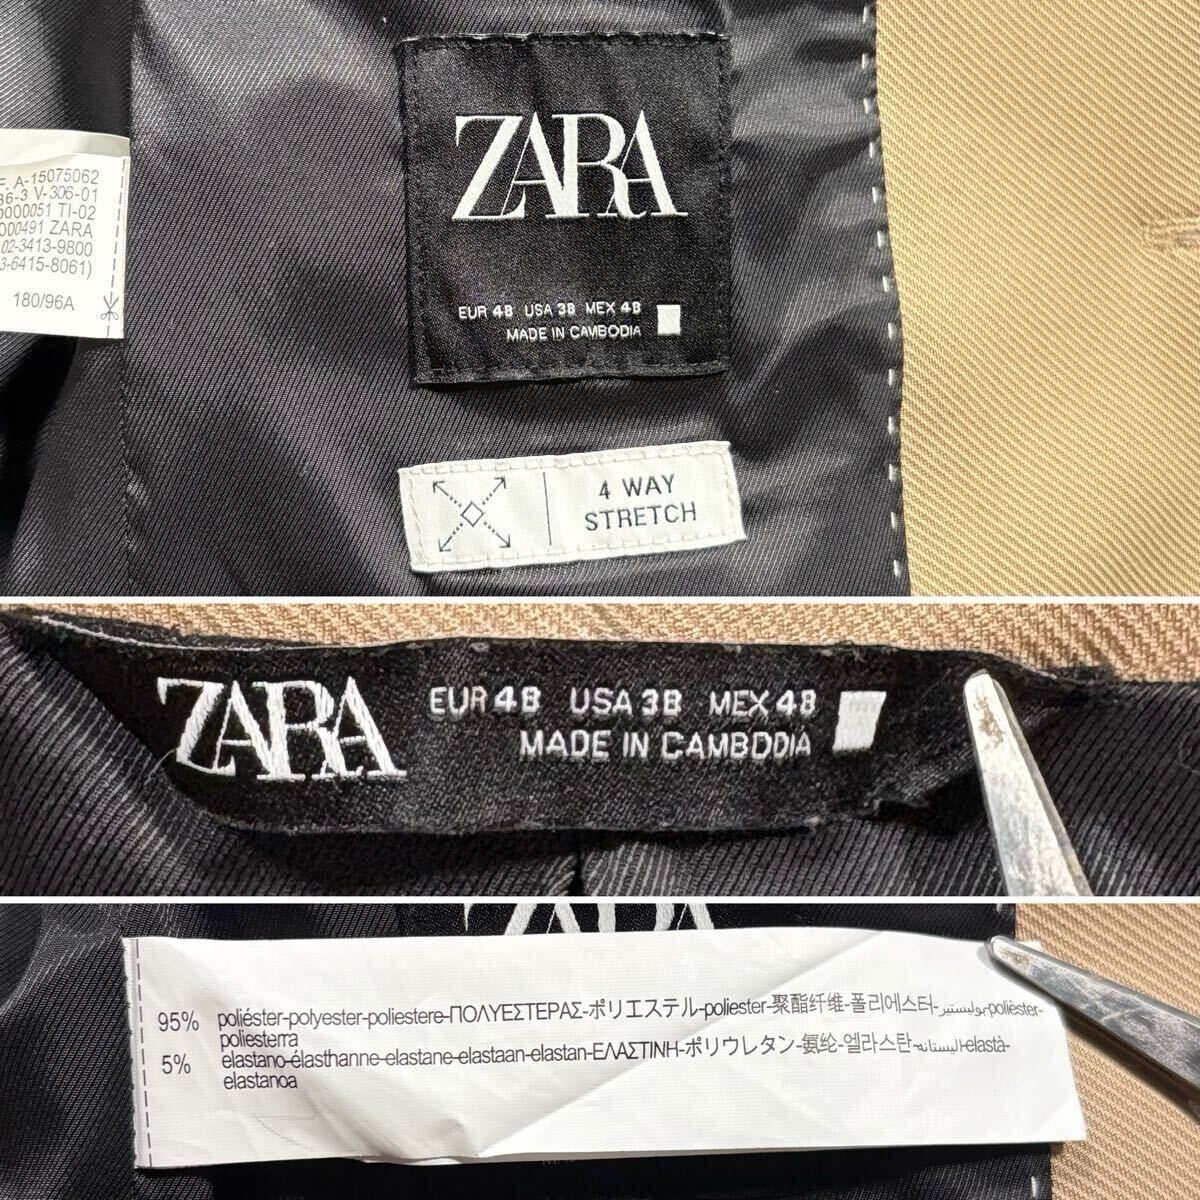 F. A-15075062
36-3 V-306-01
0000051 TI-02
000491 ZARA
02-3413-9800
3-6415-8061)
180/96A
ZARA
EUR 48 USA 38 MEX 48
MADE IN CAMBODIA
4 WAY
STRETCH
ZARA
EUR 48 USA 38 MEX 48
MADE IN CAMBODIA
ZARA
95% poliéster-polyester-poliestere-ΠΟΛΥΕΣΤΕΡΑΣ-ポリエステル-poliester-聚酯纤维-폴리에스터-بوليستير-polièster-
poliesterra
5% elastano-élasthanne-elastane-elastaan-elastan-ΕΛΑΣΤΙΝΗ-ポリウレタン-氨纶-엘라스탄-اليستانه-elastà-
elastanoa